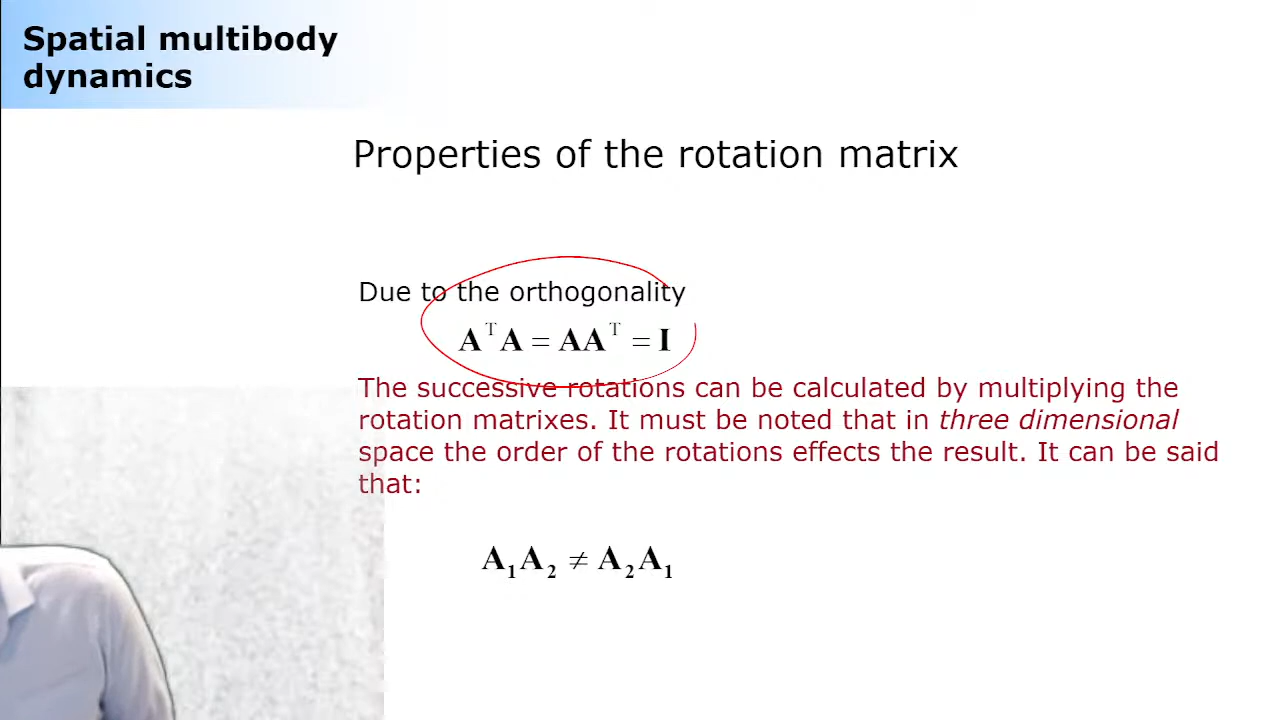 Spatial multibody
dynamics
Properties of the rotation matrix
Due to the orthogonality
AᵀA = AAᵀ = I
The successive rotations can be calculated by multiplying the
rotation matrixes. It must be noted that in three dimensional
space the order of the rotations effects the result. It can be said
that:
A₁A₂ ≠ A₂A₁